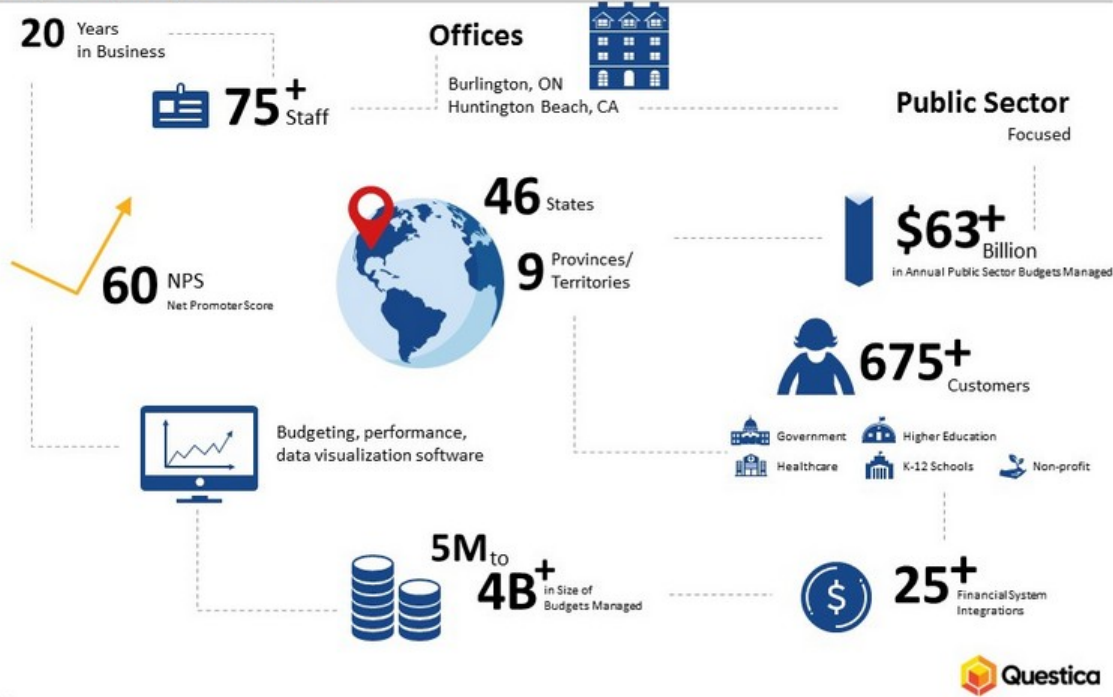 20 Years
in Business
75+ Staff
Offices
Burlington, ON
Huntington Beach, CA
Public Sector
Focused
60 NPS
Net Promoter Score
46 States
9 Provinces/
Territories
$63+ Billion
in Annual Public Sector Budgets Managed
675+ Customers
Government
Higher Education
Healthcare
K-12 Schools
Non-profit
Budgeting, performance,
data visualization software
5M to
4B+ in Size of
Budgets Managed
$
25+ Financial System
Integrations
Questica